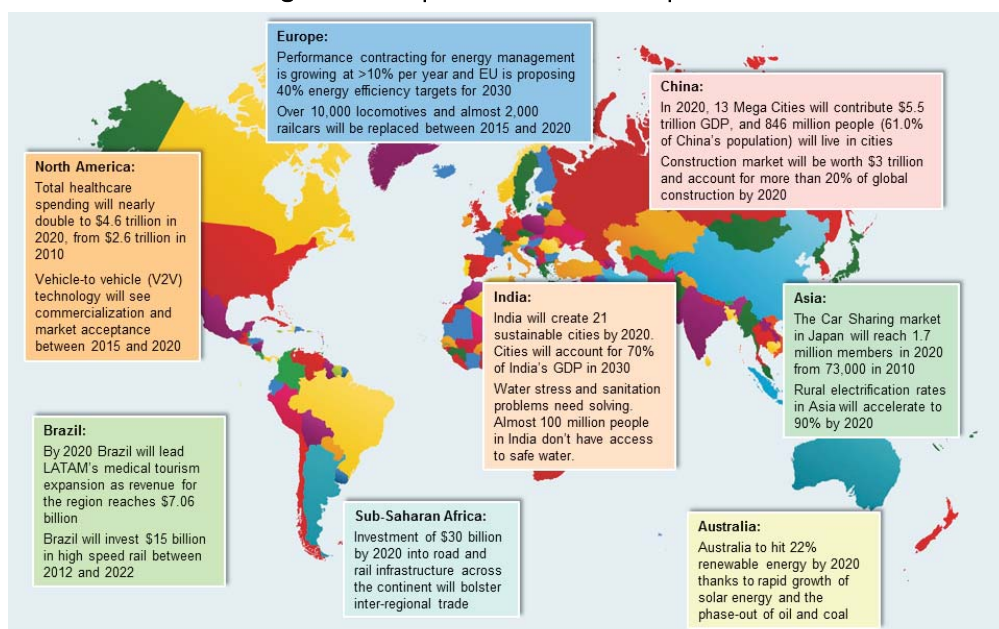 Europe:
Performance contracting for energy management
is growing at >10% per year and EU is proposing
40% energy efficiency targets for 2030
Over 10,000 locomotives and almost 2,000
railcars will be replaced between 2015 and 2020
China:
In 2020, 13 Mega Cities will contribute $5.5
trillion GDP, and 846 million people (61.0%
of China's population) will live in cities
Construction market will be worth $3 trillion
and account for more than 20% of global
construction by 2020
North America:
Total healthcare
spending will nearly
double to $4.6 trillion in
2020, from $2.6 trillion in
2010
Vehicle-to vehicle (V2V)
technology will see
commercialization and
market acceptance
between 2015 and 2020
India:
India will create 21
sustainable cities by 2020.
Cities will account for 70%
of India's GDP in 2030
Water stress and sanitation
problems need solving.
Almost 100 million people
in India don't have access
to safe water.
Asia:
The Car Sharing market
in Japan will reach 1.7
million members in 2020
from 73,000 in 2010
Rural electrification rates
in Asia will accelerate to
90% by 2020
Brazil:
By 2020 Brazil will lead
LATAM's medical tourism
expansion as revenue for
the region reaches $7.06
billion
Brazil will invest $15 billion
in high speed rail between
2012 and 2022
Sub-Saharan Africa:
Investment of $30 billion
by 2020 into road and
rail infrastructure across
the continent will bolster
inter-regional trade
Australia:
Australia to hit 22%
renewable energy by 2020
thanks to rapid growth of
solar energy and the
phase-out of oil and coal